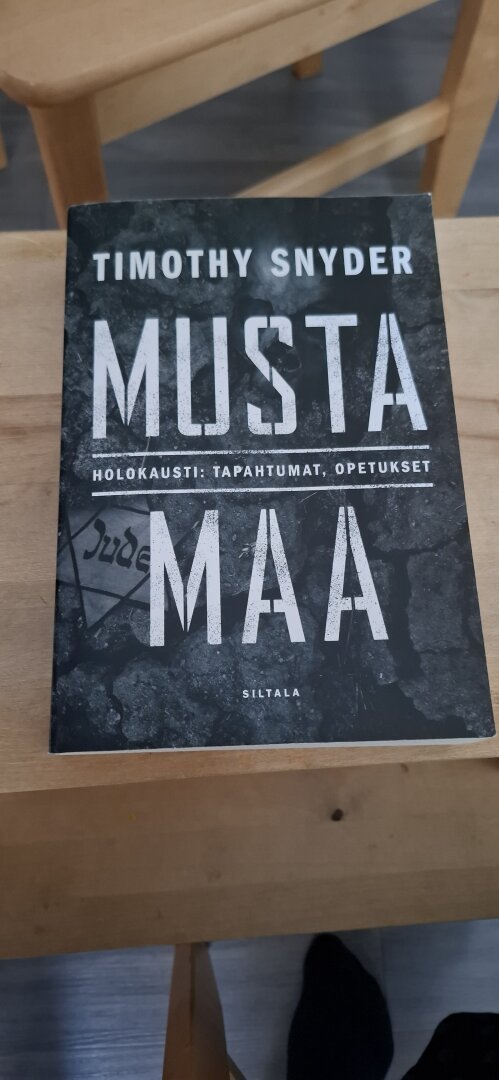 TIMOTHY SNYDER
MUSTA
HOLOKAUSTI: TAPAHTUMAT, OPETUKSET
Jude
MAA
SILTALA